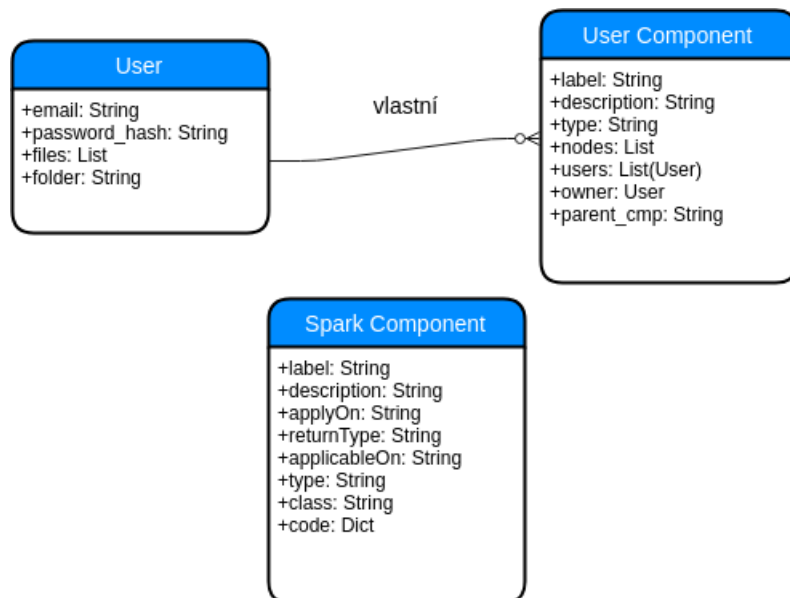 User
+email: String
+password_hash: String
+files: List
+folder: String
vlastní
User Component
+label: String
+description: String
+type: String
+nodes: List
+users: List(User)
+owner: User
+parent_cmp: String
Spark Component
+label: String
+description: String
+applyOn: String
+returnType: String
+applicableOn: String
+type: String
+class: String
+code: Dict